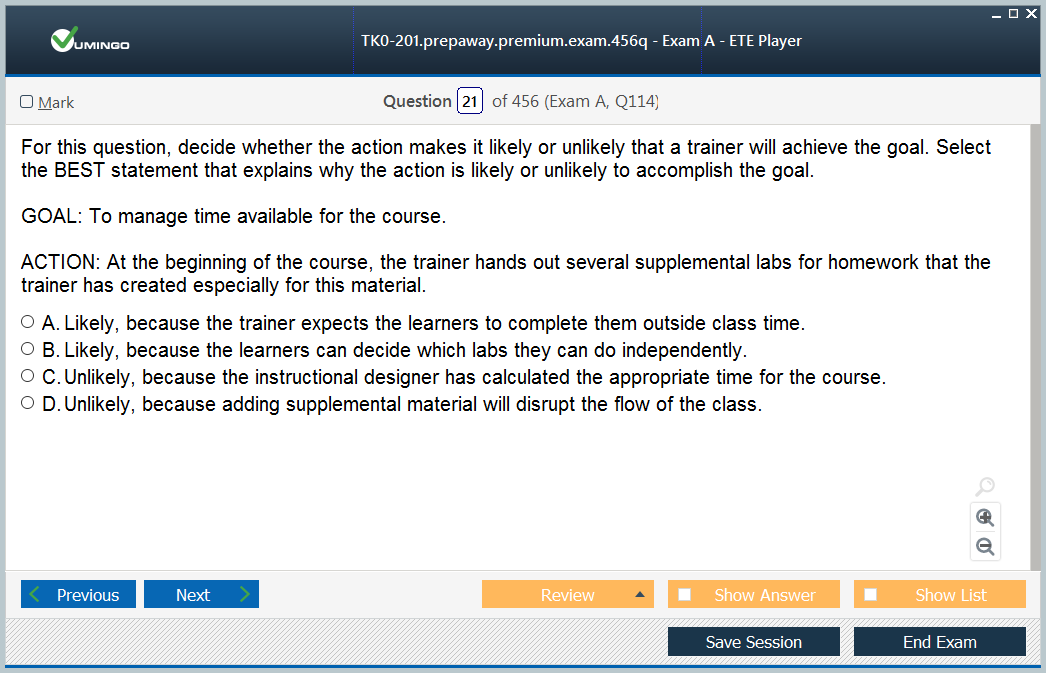 VUMINGO
TK0-201.prepaway.premium.exam.456q - Exam A - ETE Player
Mark
Question 21 of 456 (Exam A, Q114)
For this question, decide whether the action makes it likely or unlikely that a trainer will achieve the goal. Select
the BEST statement that explains why the action is likely or unlikely to accomplish the goal.
GOAL: To manage time available for the course.
ACTION: At the beginning of the course, the trainer hands out several supplemental labs for homework that the
trainer has created especially for this material.
A. Likely, because the trainer expects the learners to complete them outside class time.
B. Likely, because the learners can decide which labs they can do independently.
C. Unlikely, because the instructional designer has calculated the appropriate time for the course.
D. Unlikely, because adding supplemental material will disrupt the flow of the class.
Previous Next Review Show Answer Show List
Save Session End Exam